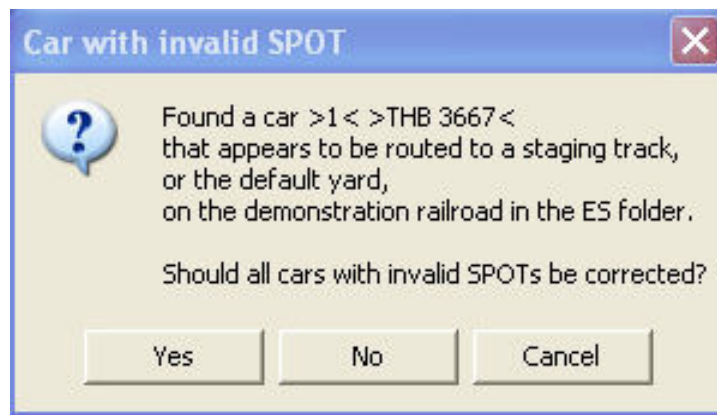 Car with invalid SPOT
Found a car >1< >THB 3667<
that appears to be routed to a staging track,
or the default yard,
on the demonstration railroad in the ES folder.
Should all cars with invalid SPOTs be corrected?
Yes No Cancel